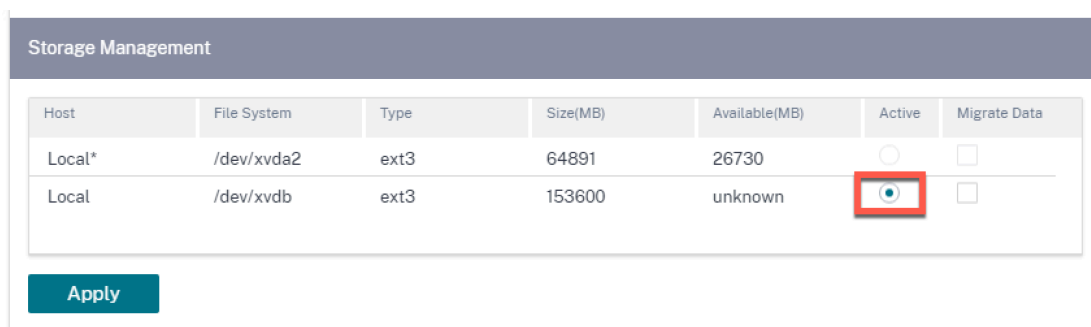 Storage Management
Host File System Type Size(MB) Available(MB) Active Migrate Data
Local* /dev/xvda2 ext3 64891 26730
Local /dev/xvdb ext3 153600 unknown
Apply